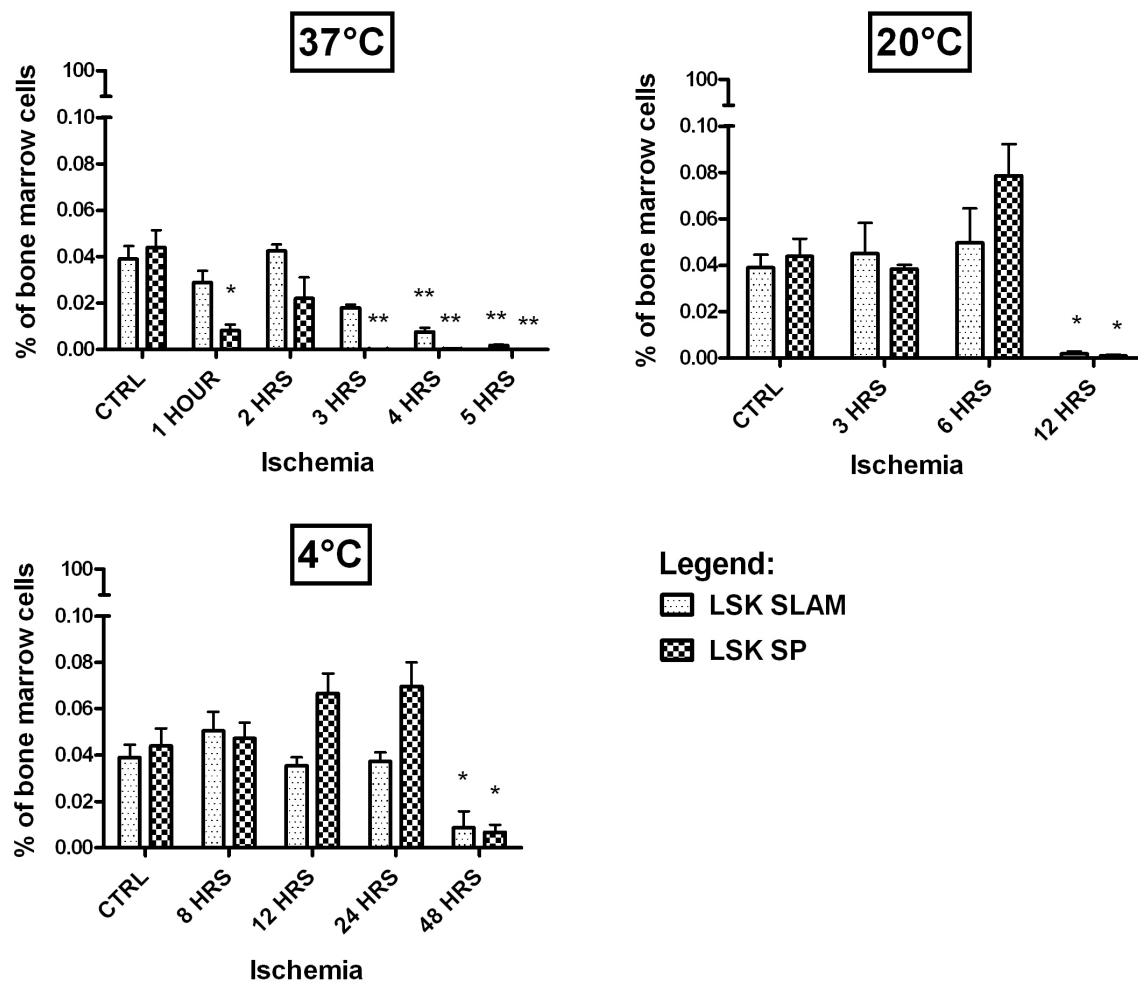 37°C
100
0.10
0.08
0.06
0.04
0.02
0.00
% of bone marrow cells
*
**
**
**
**
**
CTRL
1 HOUR
2 HRS
3 HRS
4 HRS
5 HRS
Ischemia
20°C
100
0.10
0.08
0.06
0.04
0.02
0.00
% of bone marrow cells
*
*
CTRL
3 HRS
6 HRS
12 HRS
Ischemia
4°C
100
0.10
0.08
0.06
0.04
0.02
0.00
% of bone marrow cells
*
*
CTRL
8 HRS
12 HRS
24 HRS
48 HRS
Ischemia
Legend:
LSK SLAM
LSK SP